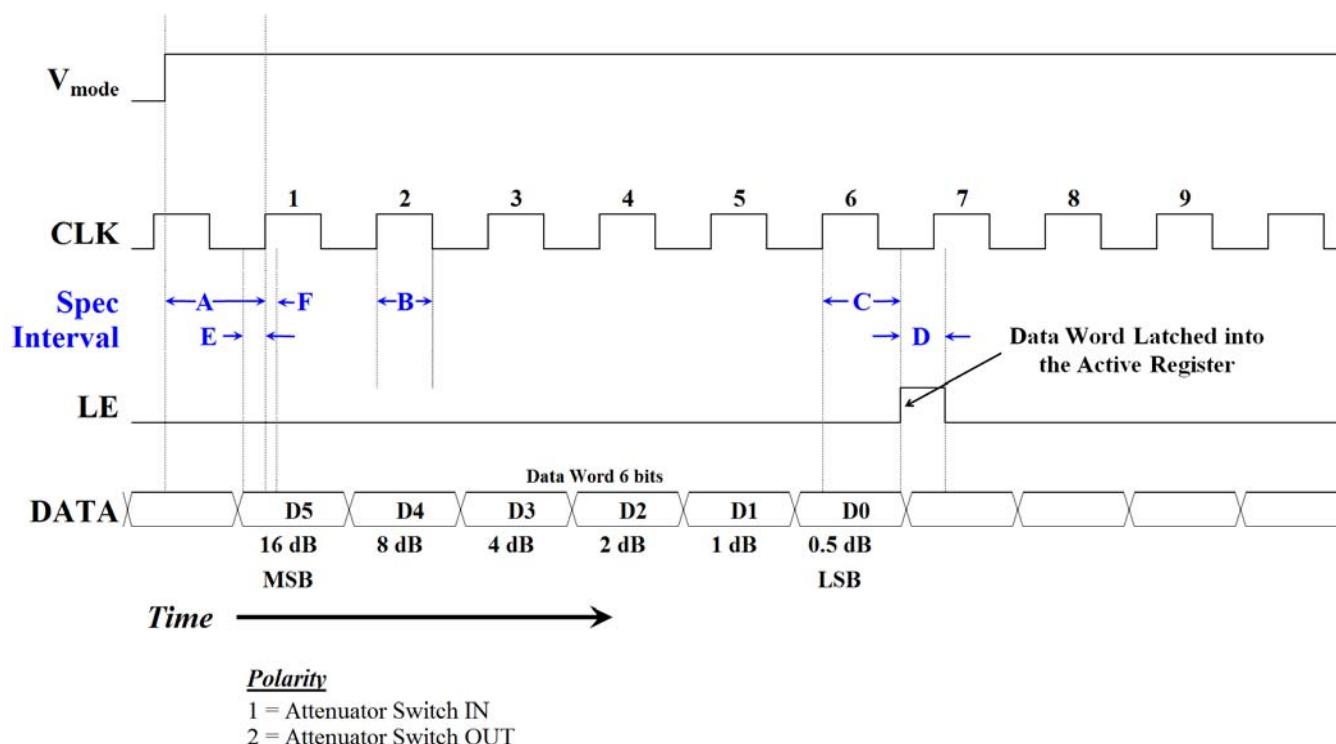 V mode
1 2 3 4 5 6 7 8 9
CLK
Spec
Interval
A F B C
E D
Data Word Latched into
the Active Register
LE
Data Word 6 bits
DATA D5 D4 D3 D2 D1 D0
16 dB 8 dB 4 dB 2 dB 1 dB 0.5 dB
MSB LSB
Time
Polarity
1 = Attenuator Switch IN
2 = Attenuator Switch OUT